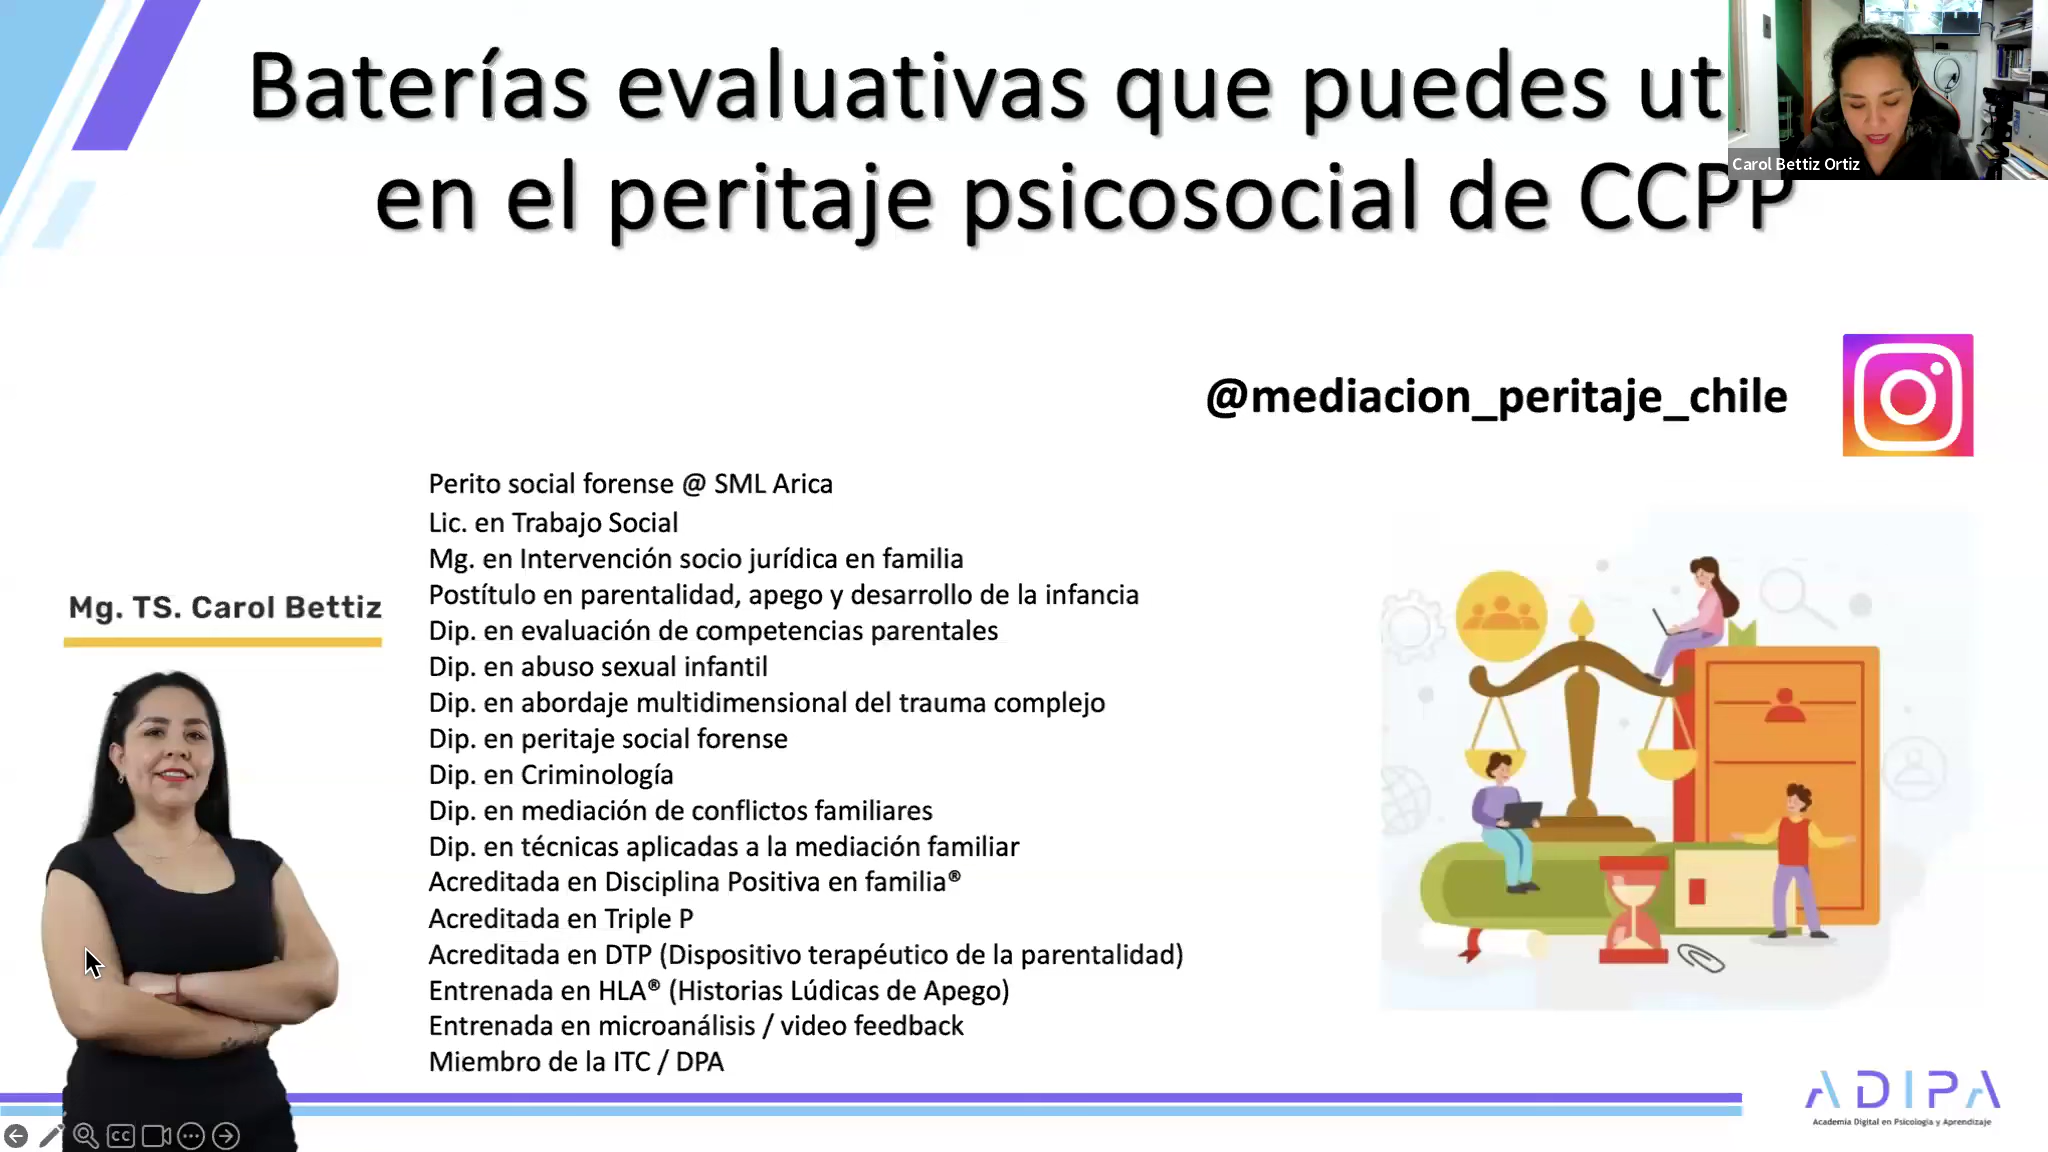 Baterías evaluativas que puedes ut
en el peritaje psicosocial de CCPP
Carol Bettiz Ortiz
@mediacion_peritaje_chile
Mg. TS. Carol Bettiz
Perito social forense @ SML Arica
Lic. en Trabajo Social
Mg. en Intervención socio jurídica en familia
Postítulo en parentalidad, apego y desarrollo de la infancia
Dip. en evaluación de competencias parentales
Dip. en abuso sexual infantil
Dip. en abordaje multidimensional del trauma complejo
Dip. en peritaje social forense
Dip. en Criminología
Dip. en mediación de conflictos familiares
Dip. en técnicas aplicadas a la mediación familiar
Acreditada en Disciplina Positiva en familia®
Acreditada en Triple P
Acreditada en DTP (Dispositivo terapéutico de la parentalidad)
Entrenada en HLA® (Historias Lúdicas de Apego)
Entrenada en microanálisis / video feedback
Miembro de la ITC / DPA
CC
ADIPA
Academia Digital en Psicología y Aprendizaje